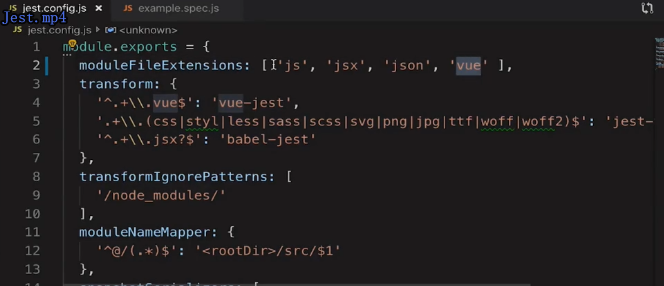 jest.config.js × example.spec.js
Jest.mp4
jest.config.js > <unknown>
1 module.exports = {
2 moduleFileExtensions: ['js', 'jsx', 'json', 'vue' ],
3 transform: {
4 '^.+\\.vue$': 'vue-jest',
5 '.+\\.(css|styl|less|sass|scss|svg|png|jpg|ttf|woff|woff2)$': 'jest-
6 '^.+\\.jsx?$': 'babel-jest'
7 },
8 transformIgnorePatterns: [
9 '/node_modules/'
10 ],
11 moduleNameMapper: {
12 '^@/(.*)$': '<rootDir>/src/$1'
13 },
14 snapshotSerializers: [